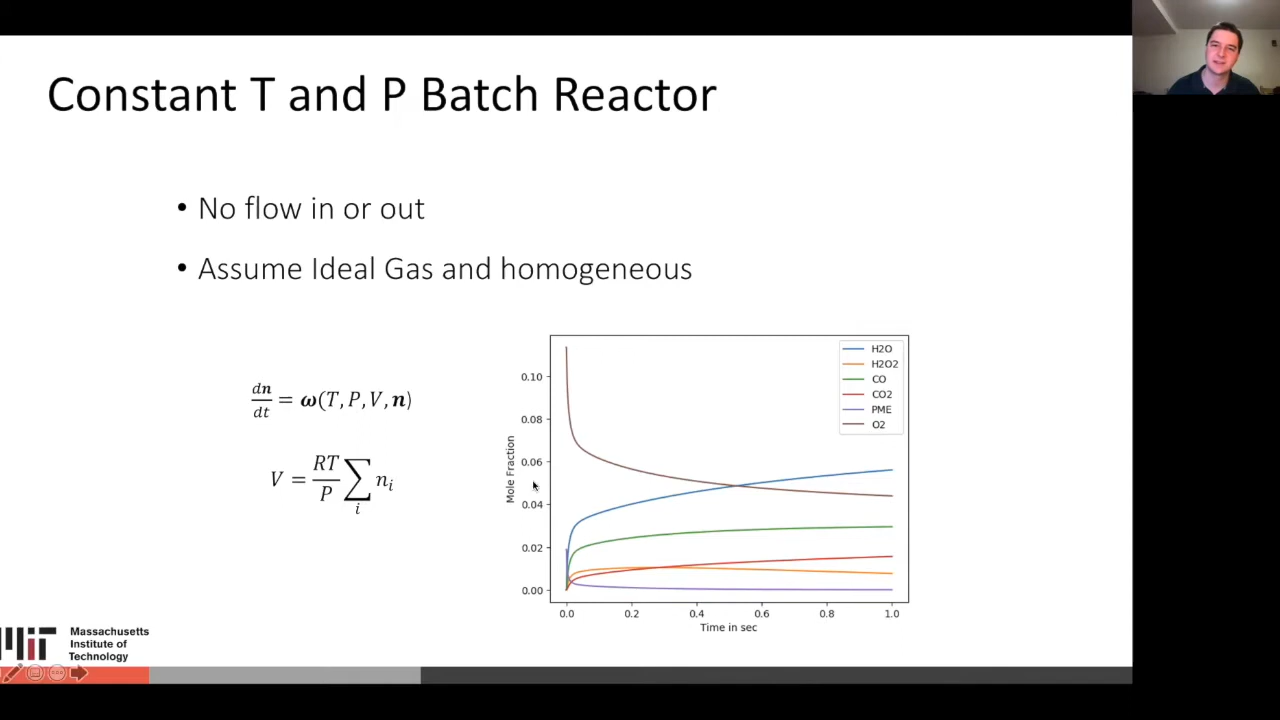 Constant T and P Batch Reactor
• No flow in or out
• Assume Ideal Gas and homogeneous
d𝒏/dt = 𝝎(T, P, V, 𝒏)
V = RT/P ∑ᵢ nᵢ
Mole Fraction
0.10
0.08
0.06
0.04
0.02
0.00
H2O
H2O2
CO
CO2
PME
O2
0.0 0.2 0.4 0.6 0.8 1.0
Time in sec
MIT
Massachusetts
Institute of
Technology